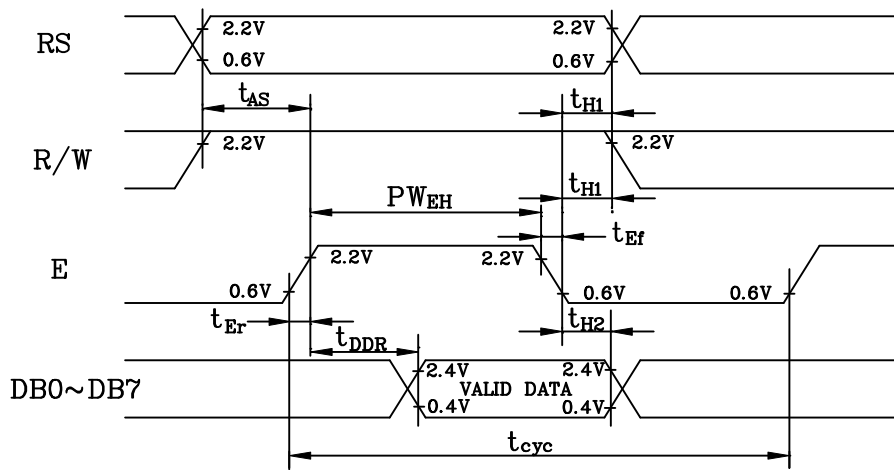 RS
2.2V
2.2V
0.6V
0.6V
tAS
tH1
R/W
2.2V
2.2V
tH1
PWEH
tEf
E
2.2V
2.2V
0.6V
0.6V
0.6V
tEr
tH2
tDDR
DB0~DB7
2.4V
VALID DATA
2.4V
0.4V
0.4V
tcyc